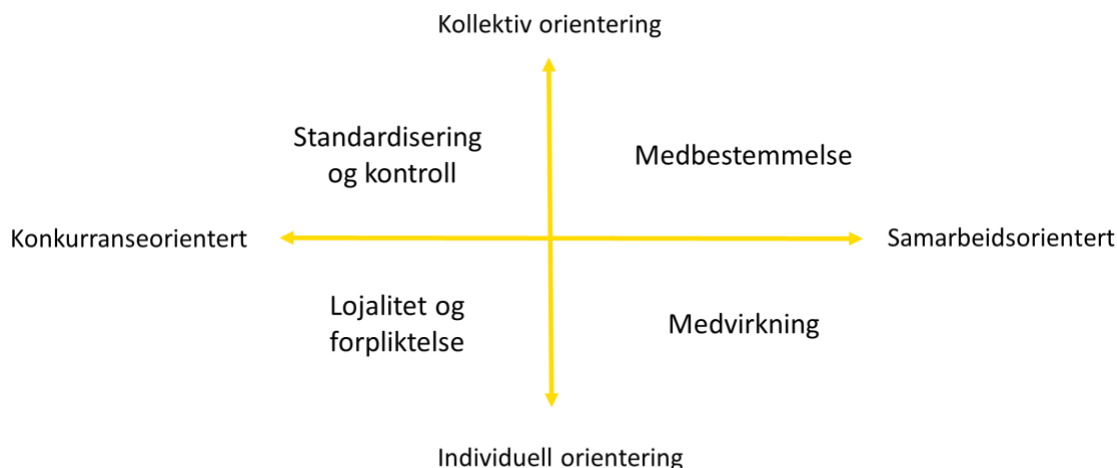 Kollektiv orientering
Standardisering
og kontroll
Medbestemmelse
Konkurranseorientert
Samarbeidsorientert
Lojalitet og
forpliktelse
Medvirkning
Individuell orientering